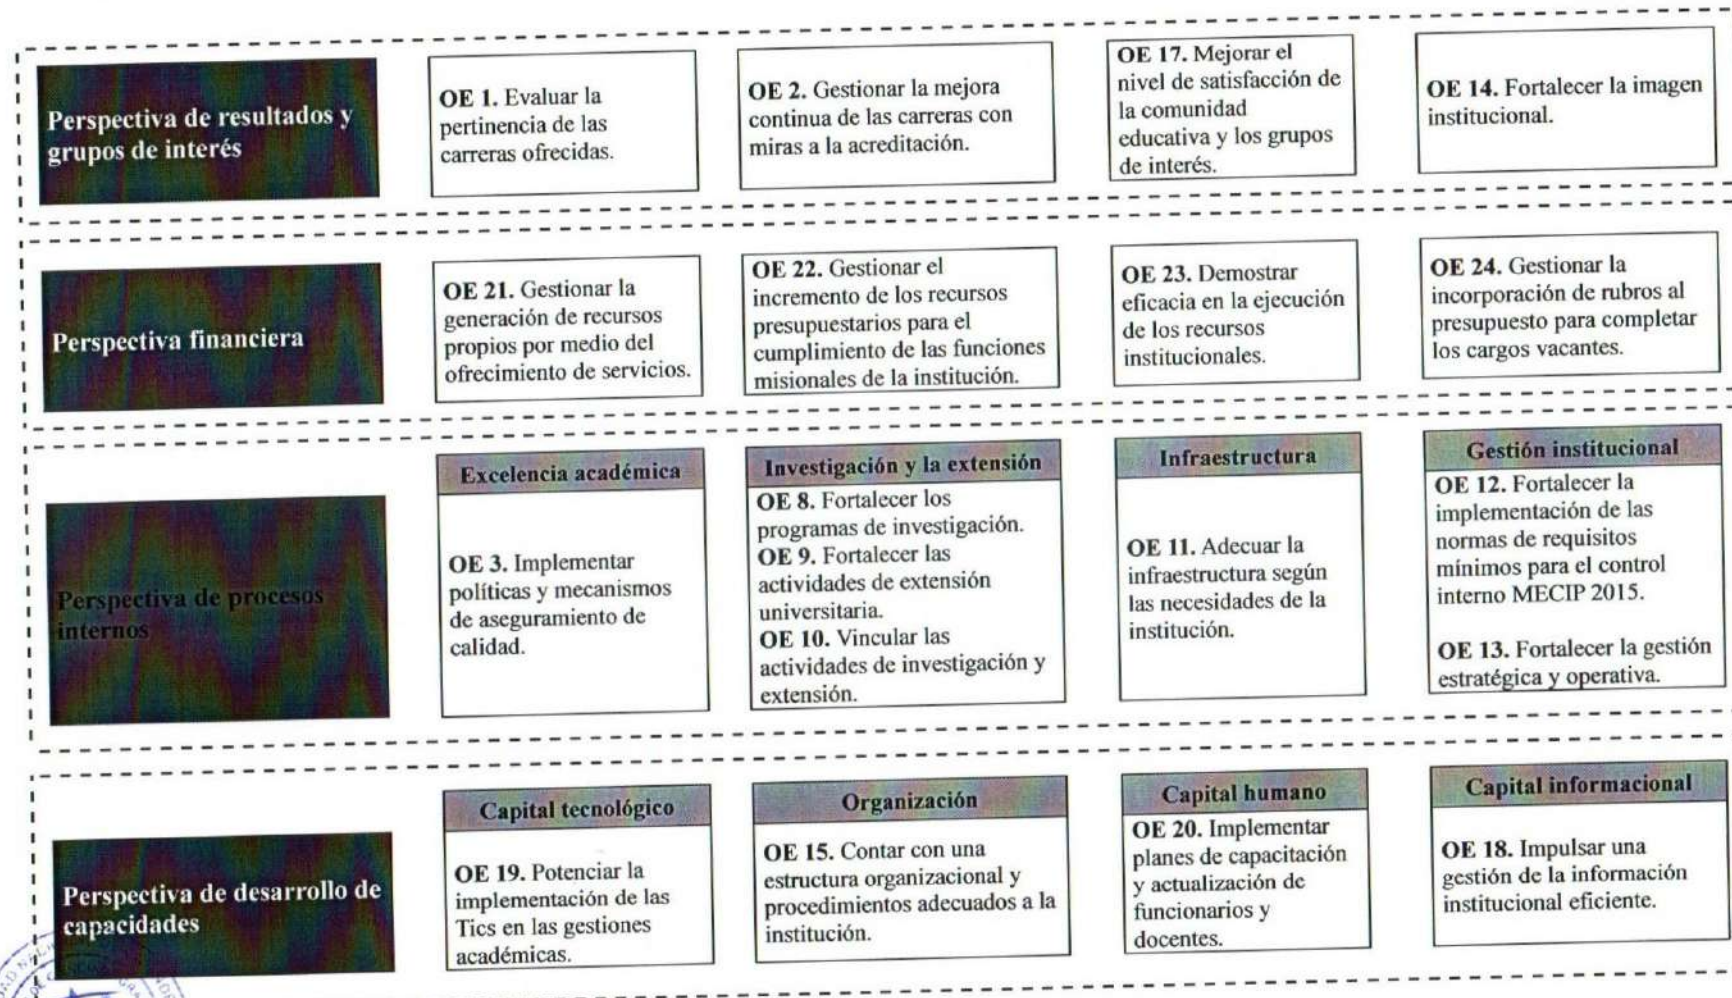 Perspectiva de resultados y
grupos de interés
OE 1. Evaluar la
pertinencia de las
carreras ofrecidas.
OE 2. Gestionar la mejora
continua de las carreras con
miras a la acreditación.
OE 17. Mejorar el
nivel de satisfacción de
la comunidad
educativa y los grupos
de interés.
OE 14. Fortalecer la imagen
institucional.
Perspectiva financiera
OE 21. Gestionar la
generación de recursos
propios por medio del
ofrecimiento de servicios.
OE 22. Gestionar el
incremento de los recursos
presupuestarios para el
cumplimiento de las funciones
misionales de la institución.
OE 23. Demostrar
eficacia en la ejecución
de los recursos
institucionales.
OE 24. Gestionar la
incorporación de rubros al
presupuesto para completar
los cargos vacantes.
Perspectiva de procesos
internos
Excelencia académica
OE 3. Implementar
políticas y mecanismos
de aseguramiento de
calidad.
Investigación y la extensión
OE 8. Fortalecer los
programas de investigación.
OE 9. Fortalecer las
actividades de extensión
universitaria.
OE 10. Vincular las
actividades de investigación y
extensión.
Infraestructura
OE 11. Adecuar la
infraestructura según
las necesidades de la
institución.
Gestión institucional
OE 12. Fortalecer la
implementación de las
normas de requisitos
mínimos para el control
interno MECIP 2015.
OE 13. Fortalecer la gestión
estratégica y operativa.
Perspectiva de desarrollo de
capacidades
Capital tecnológico
OE 19. Potenciar la
implementación de las
Tics en las gestiones
académicas.
Organización
OE 15. Contar con una
estructura organizacional y
procedimientos adecuados a la
institución.
Capital humano
OE 20. Implementar
planes de capacitación
y actualización de
funcionarios y
docentes.
Capital informacional
OE 18. Impulsar una
gestión de la información
institucional eficiente.